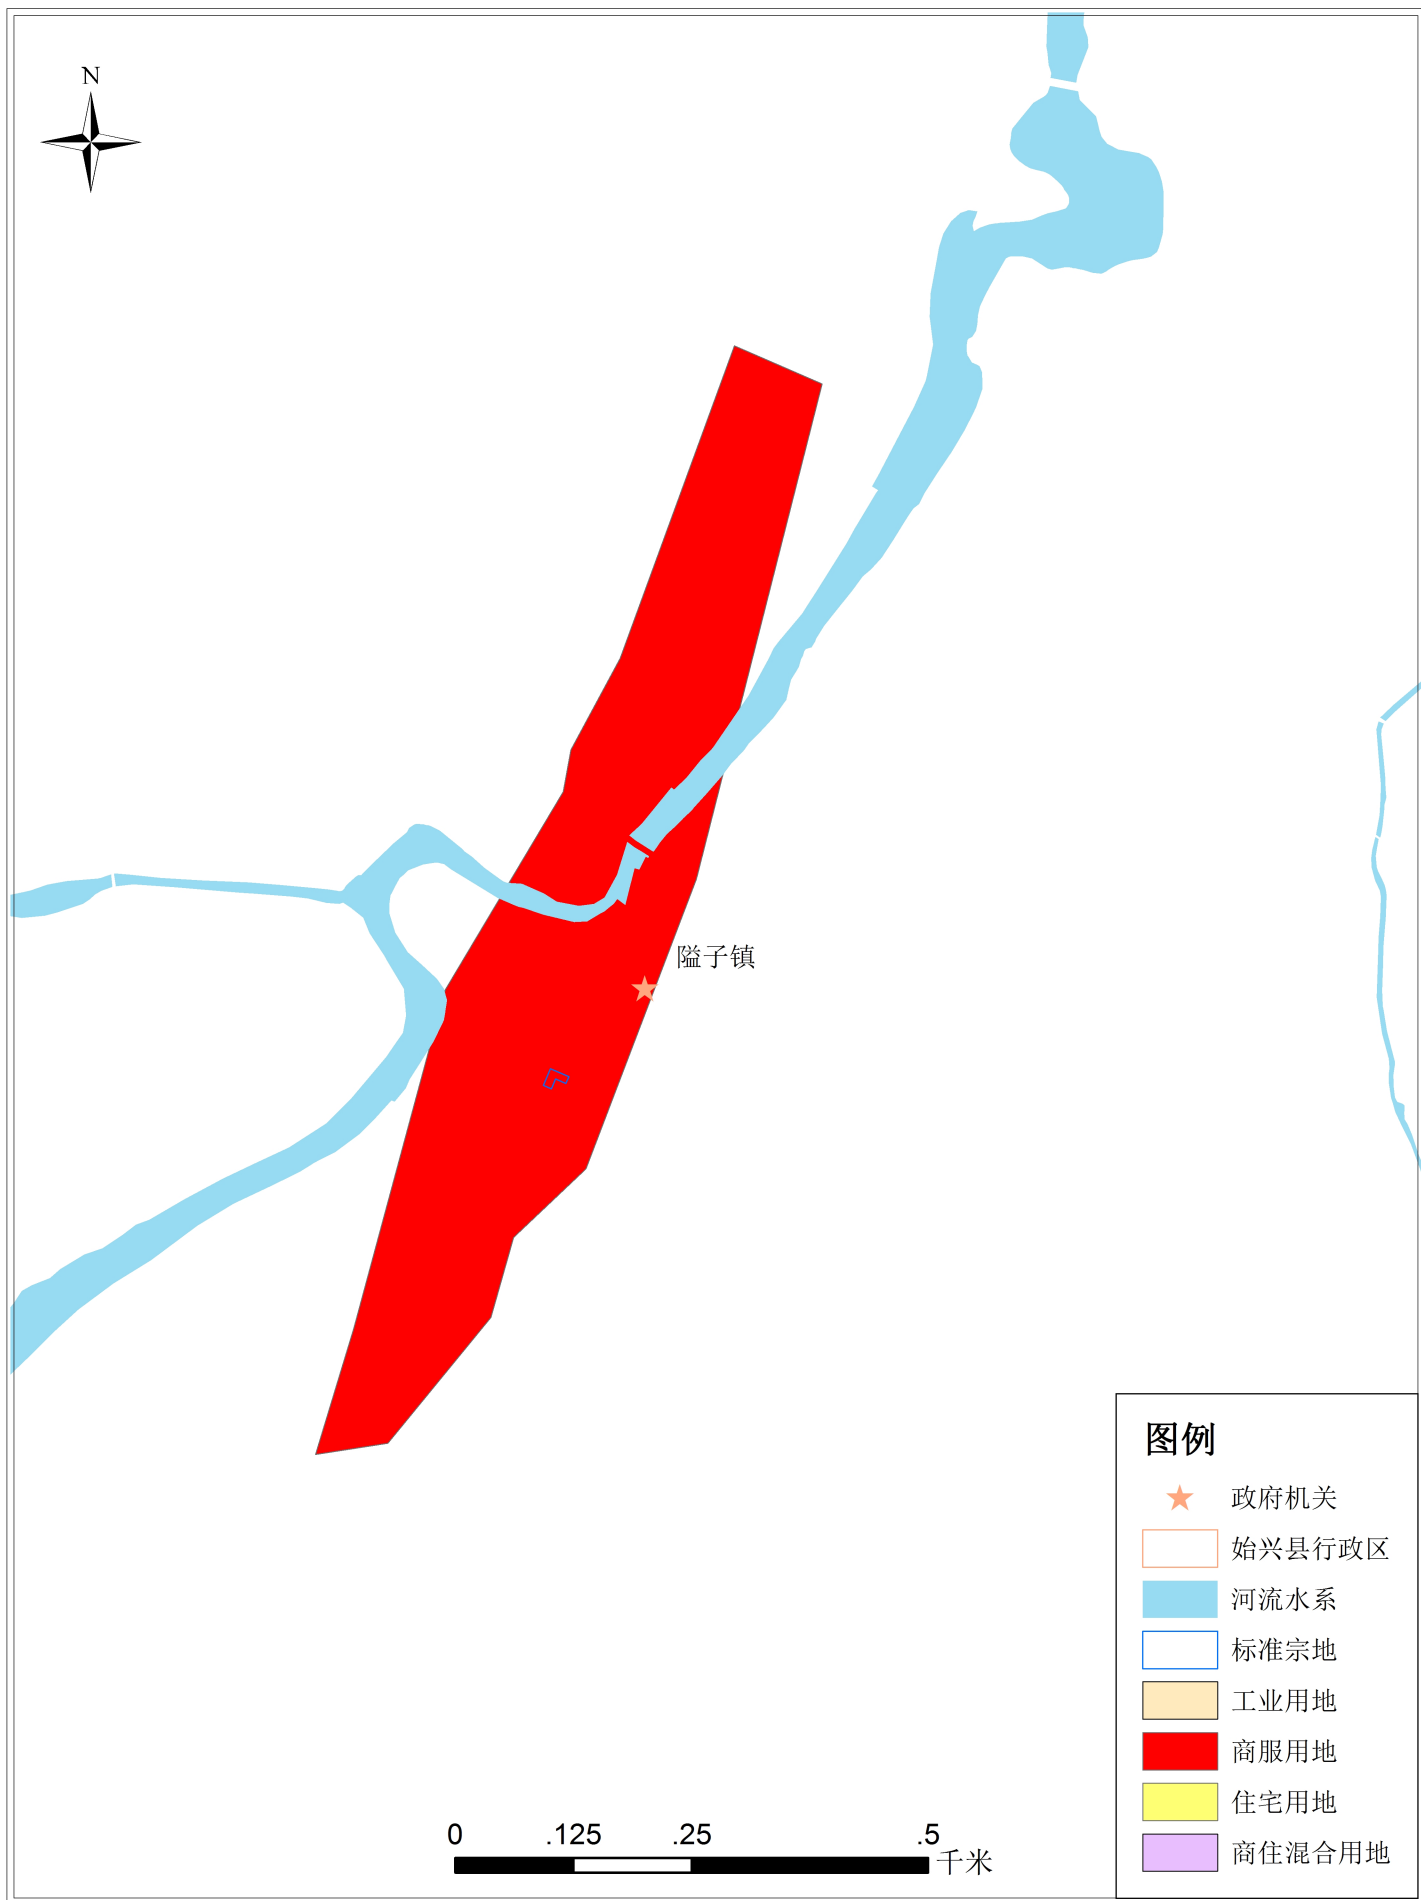 N
隘子镇
图例
政府机关
始兴县行政区
河流水系
标准宗地
工业用地
商服用地
住宅用地
商住混合用地
0 .125 .25 .5
千米